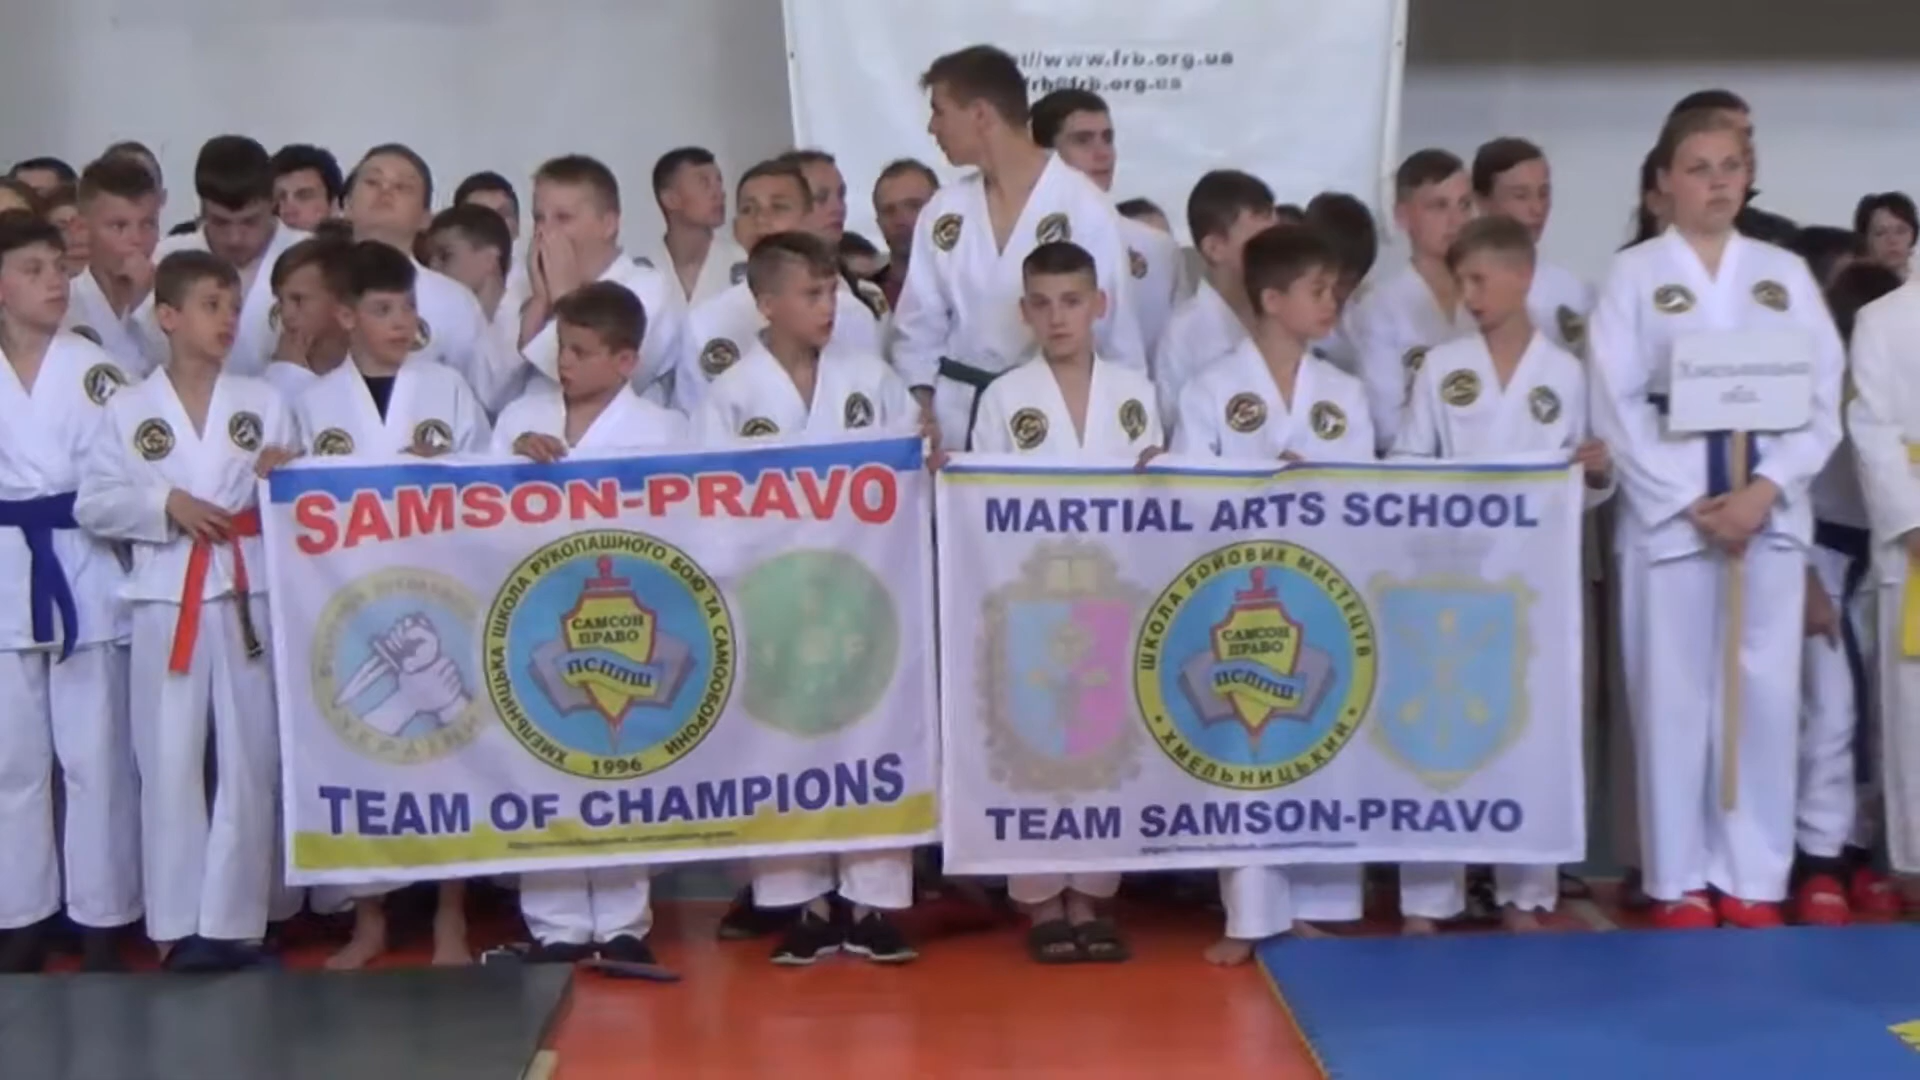 //www.frb.org.ua
frb@frb.org.ua
SAMSON-PRAVO
ХМЕЛЬНИЦЬКА ШКОЛА РУКОПАШНОГО БОЮ ТА САМООБОРОНИ
1996
САМСОН
ПРАВО
ПСППШ
УКРАЇНИ
TEAM OF CHAMPIONS
MARTIAL ARTS SCHOOL
ШКОЛА БОЙОВИХ МИСТЕЦТВ
ХМЕЛЬНИЦЬКИЙ
САМСОН
ПРАВО
ПСППШ
TEAM SAMSON-PRAVO